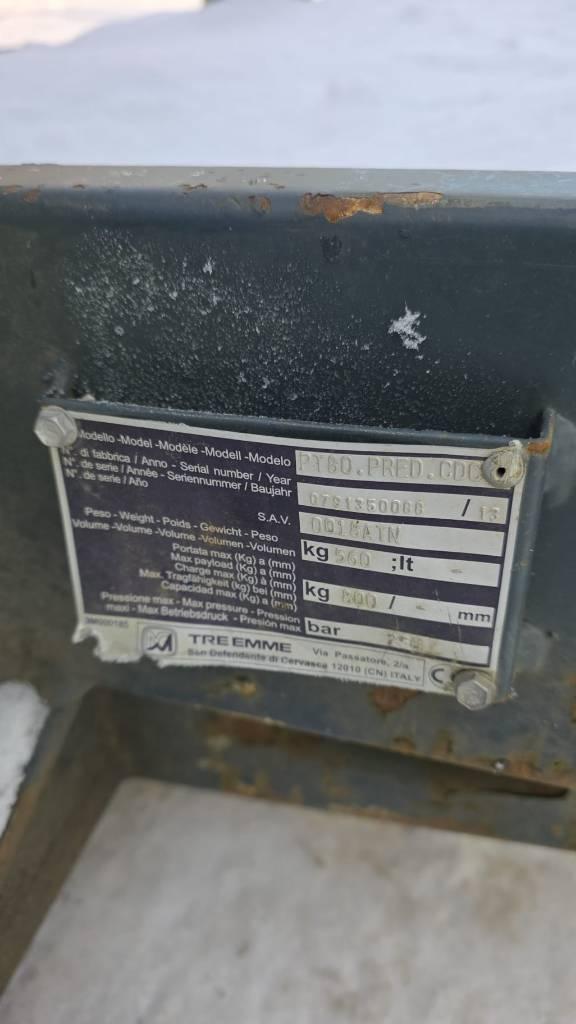 Modello -Model -Modèle -Modell -Modelo
N°. di fabbrica / Anno - Serial number / Year
N°. de serie / Année - Seriennummer / Baujahr
N°. de serie / Año
/ 13
S.A.V.
Peso - Weight - Poids - Gewicht - Peso
kg 560 ;lt
Volume -Volume -Volume -Volumen -Volumen
Portata max (Kg) a (mm)
Max payload (Kg) a (mm)
Charge max (Kg) à (mm)
Max. Tragfähigkeit (kg) bei (mm)
Capacidad max (Kg) a (mm)
kg 800 / - mm
Pressione max - Max pressure - Pression
maxi - Max Betriebsdruck - Presion max
bar
3M000185
TREEMME
Via Passatore, 2/a
San Defendente di Cervasca 12010 (CN) ITALY